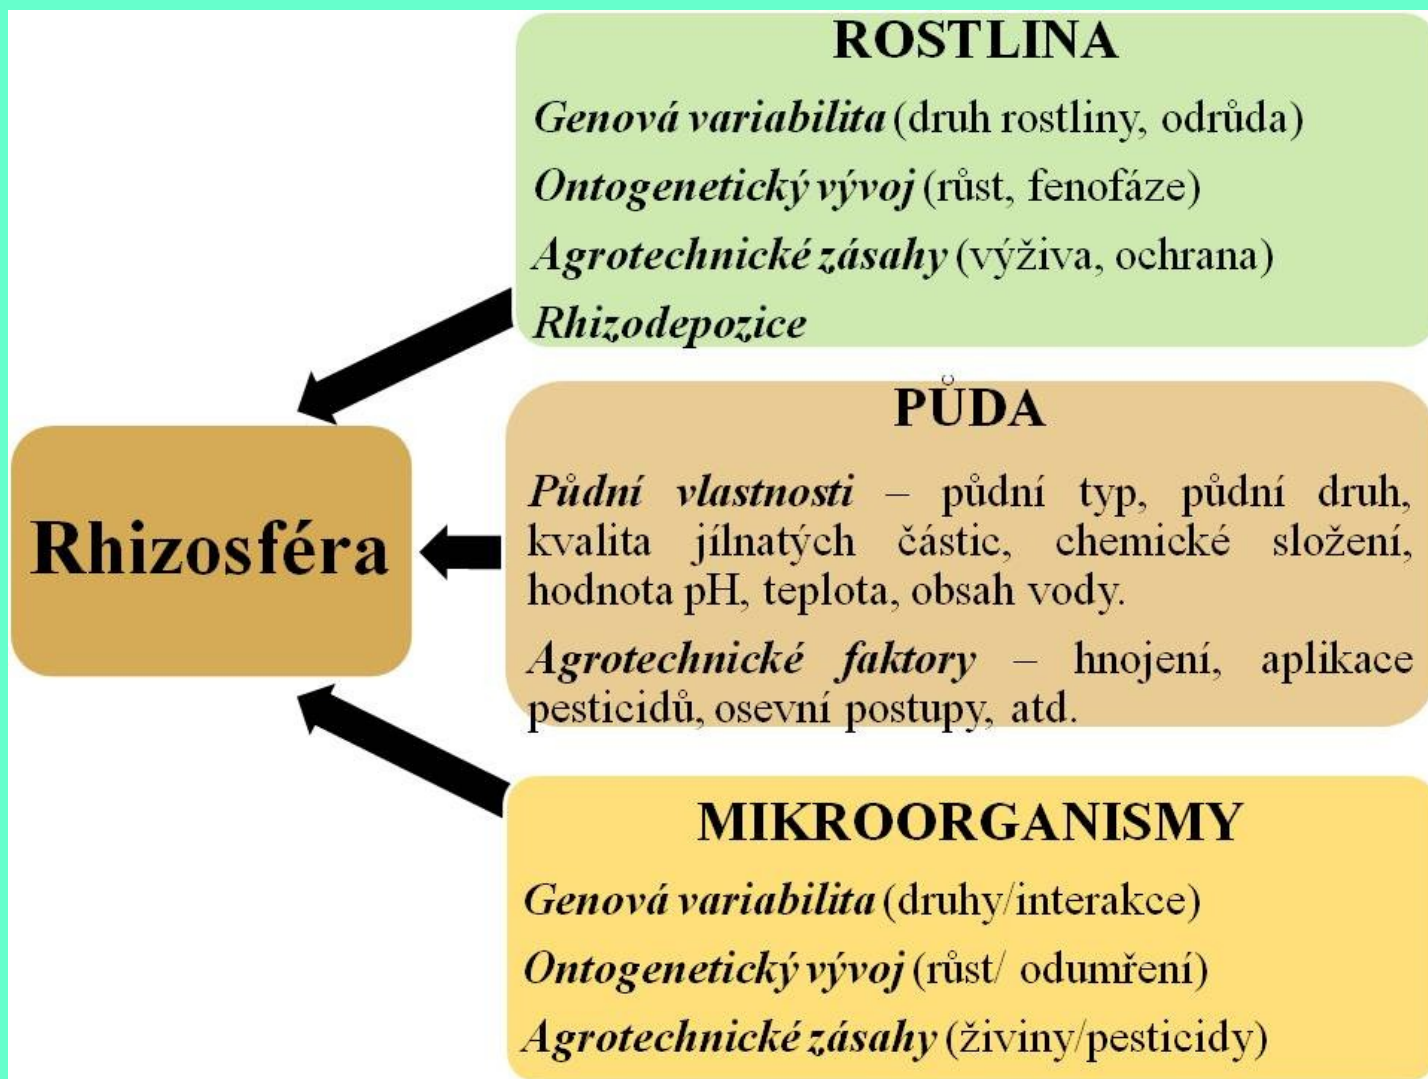 ROSTLINA
Genová variabilita (druh rostliny, odrůda)
Ontogenetický vývoj (růst, fenofáze)
Agrotechnické zásahy (výživa, ochrana)
Rhizodepozice
Rhizosféra
PŮDA
Půdní vlastnosti – půdní typ, půdní druh,
kvalita jílnatých částic, chemické složení,
hodnota pH, teplota, obsah vody.
Agrotechnické faktory – hnojení, aplikace
pesticidů, osevní postupy, atd.
MIKROORGANISMY
Genová variabilita (druhy/interakce)
Ontogenetický vývoj (růst/ odumření)
Agrotechnické zásahy (živiny/pesticidy)